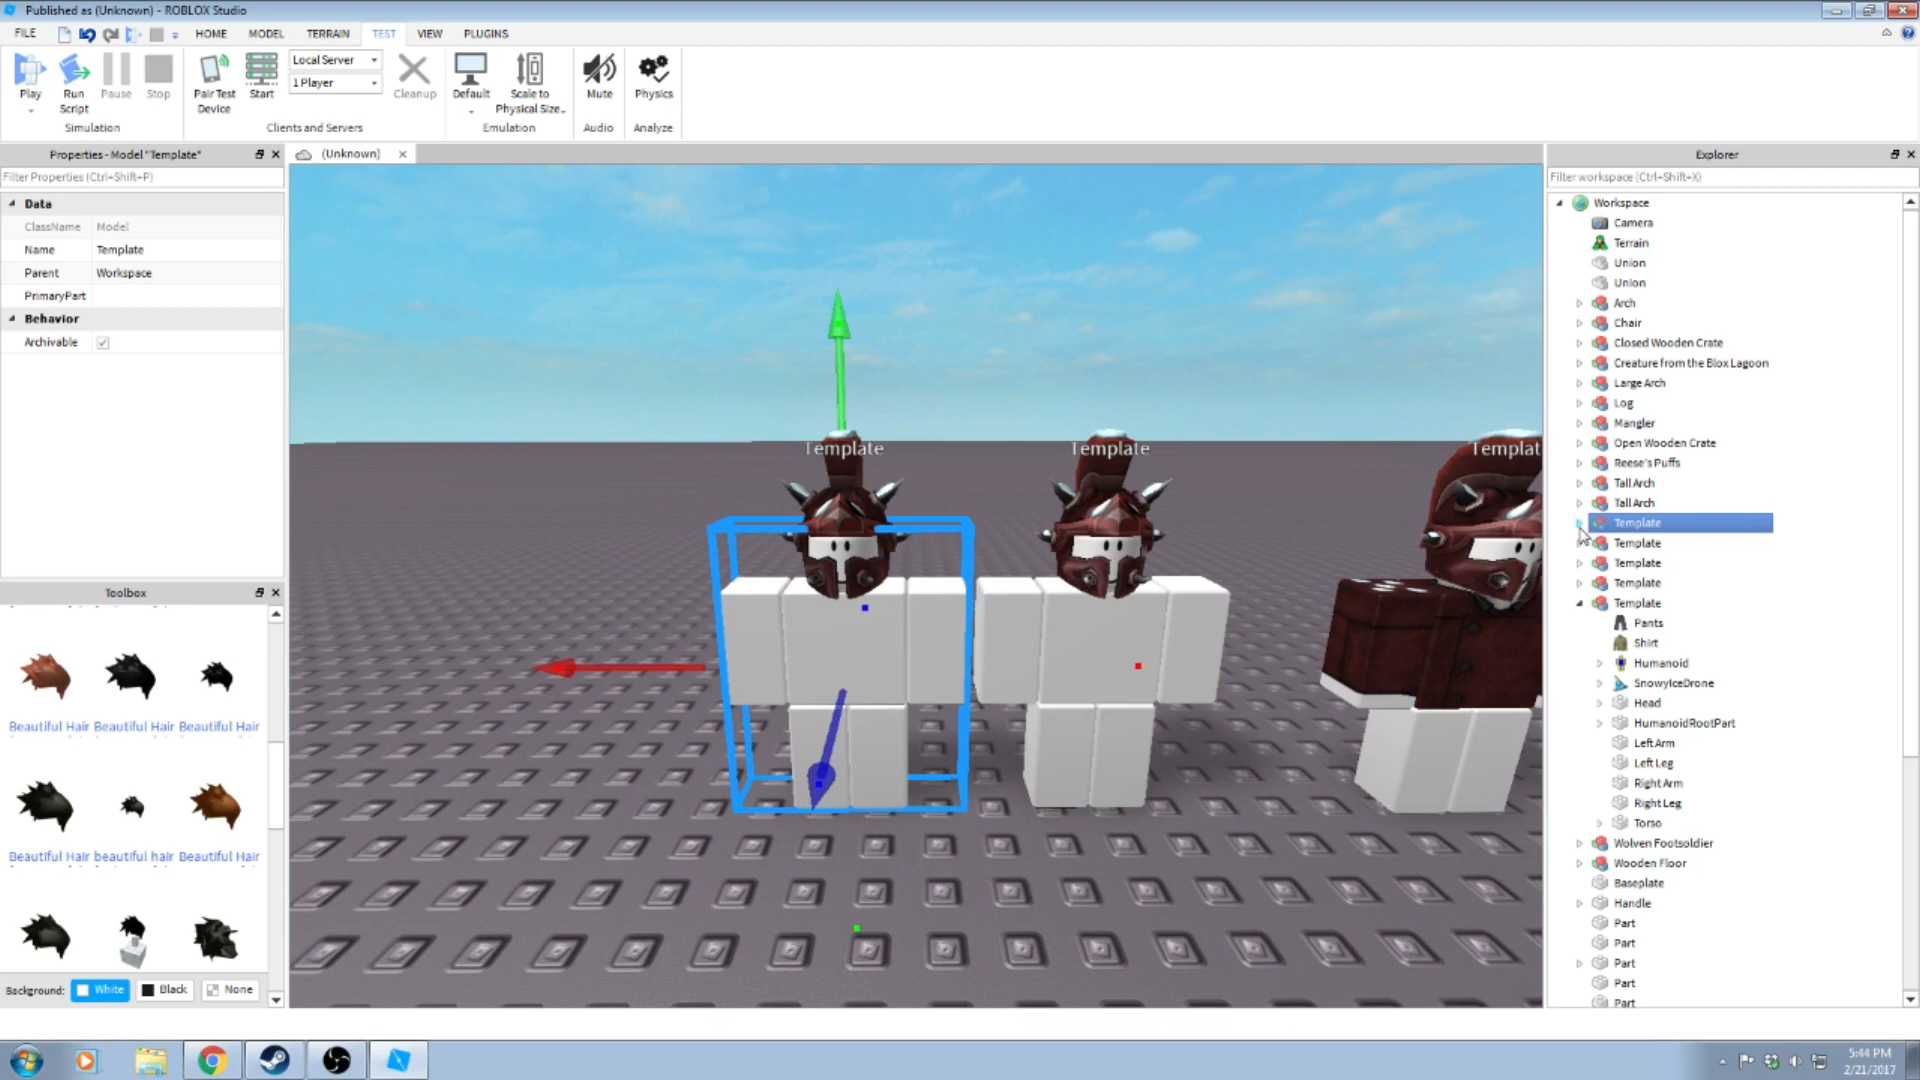 Published as (Unknown) - ROBLOX Studio
FILE
HOME
MODEL
TERRAIN
TEST
VIEW
PLUGINS
Play
Run Script
Pause
Stop
Simulation
Pair Test Device
Start
Local Server
1 Player
Cleanup
Clients and Servers
Default
Scale to Physical Size
Emulation
Mute
Audio
Physics
Analyze
Properties - Model "Template"
Filter Properties (Ctrl+Shift+P)
Data
ClassName Model
Name Template
Parent Workspace
PrimaryPart
Behavior
Archivable
(Unknown)
Template
Template
Templat
Toolbox
Beautiful Hair Beautiful Hair Beautiful Hair
Beautiful Hair beautiful hair Beautiful Hair
Background: White Black None
Explorer
Filter workspace (Ctrl+Shift+X)
Workspace
Camera
Terrain
Union
Union
Arch
Chair
Closed Wooden Crate
Creature from the Blox Lagoon
Large Arch
Log
Mangler
Open Wooden Crate
Reese's Puffs
Tall Arch
Tall Arch
Template
Template
Template
Template
Template
Pants
Shirt
Humanoid
SnowyIceDrone
Head
HumanoidRootPart
Left Arm
Left Leg
Right Arm
Right Leg
Torso
Wolven Footsoldier
Wooden Floor
Baseplate
Handle
Part
Part
Part
Part
Part
5:44 PM
2/21/2017